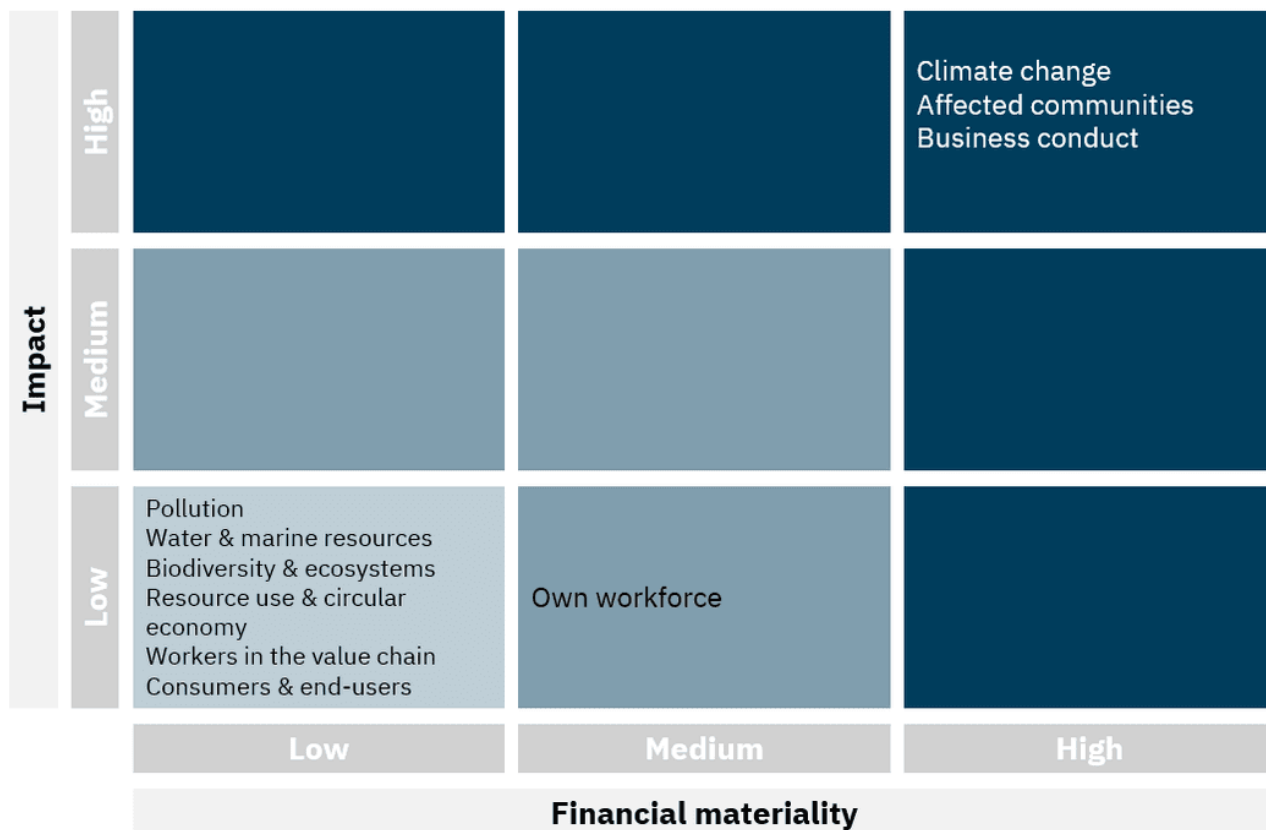 Impact
High
Climate change
Affected communities
Business conduct
Medium
Low
Pollution
Water & marine resources
Biodiversity & ecosystems
Resource use & circular
economy
Workers in the value chain
Consumers & end-users
Own workforce
Low
Medium
High
Financial materiality